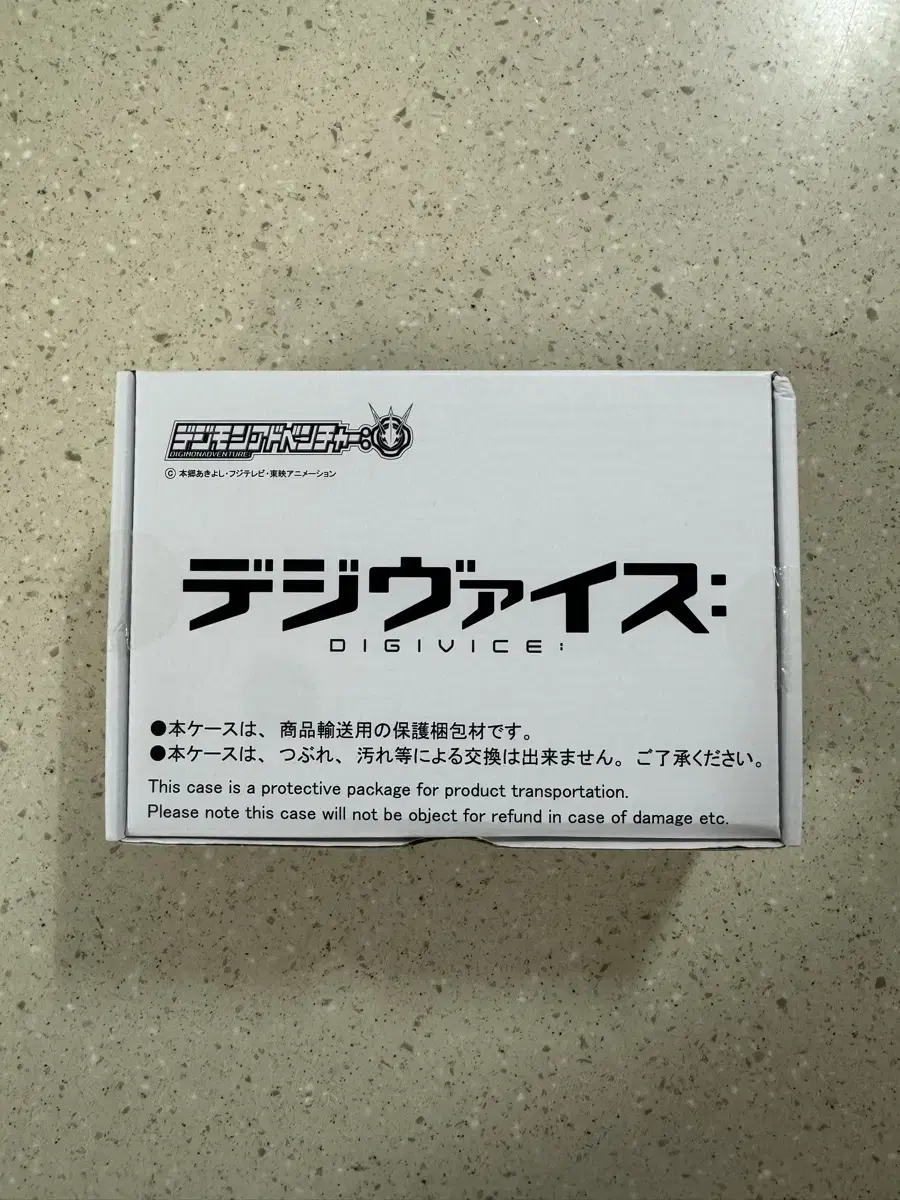 デジモンアドベンチャー:
DIGIMONADVENTURE:
© 本郷あきよし・フジテレビ・東映アニメーション
デジヴァイス:
DIGIVICE:
●本ケースは、商品輸送用の保護梱包材です。
●本ケースは、つぶれ、汚れ等による交換は出来ません。ご了承ください。
This case is a protective package for product transportation.
Please note this case will not be object for refund in case of damage etc.